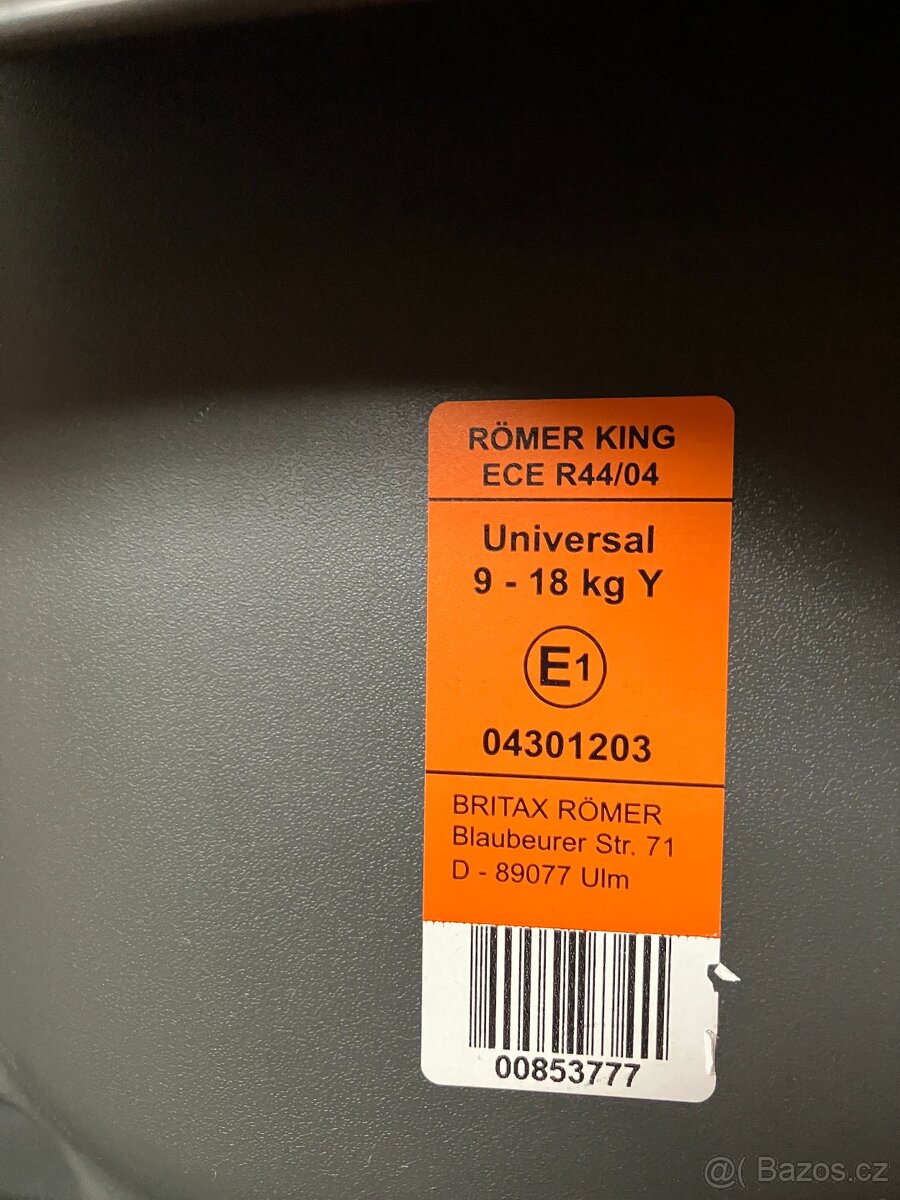 RÖMER KING
ECE R44/04
Universal
9 - 18 kg Y
E1
04301203
BRITAX RÖMER
Blaubeurer Str. 71
D - 89077 Ulm
00853777
@( Bazos.cz